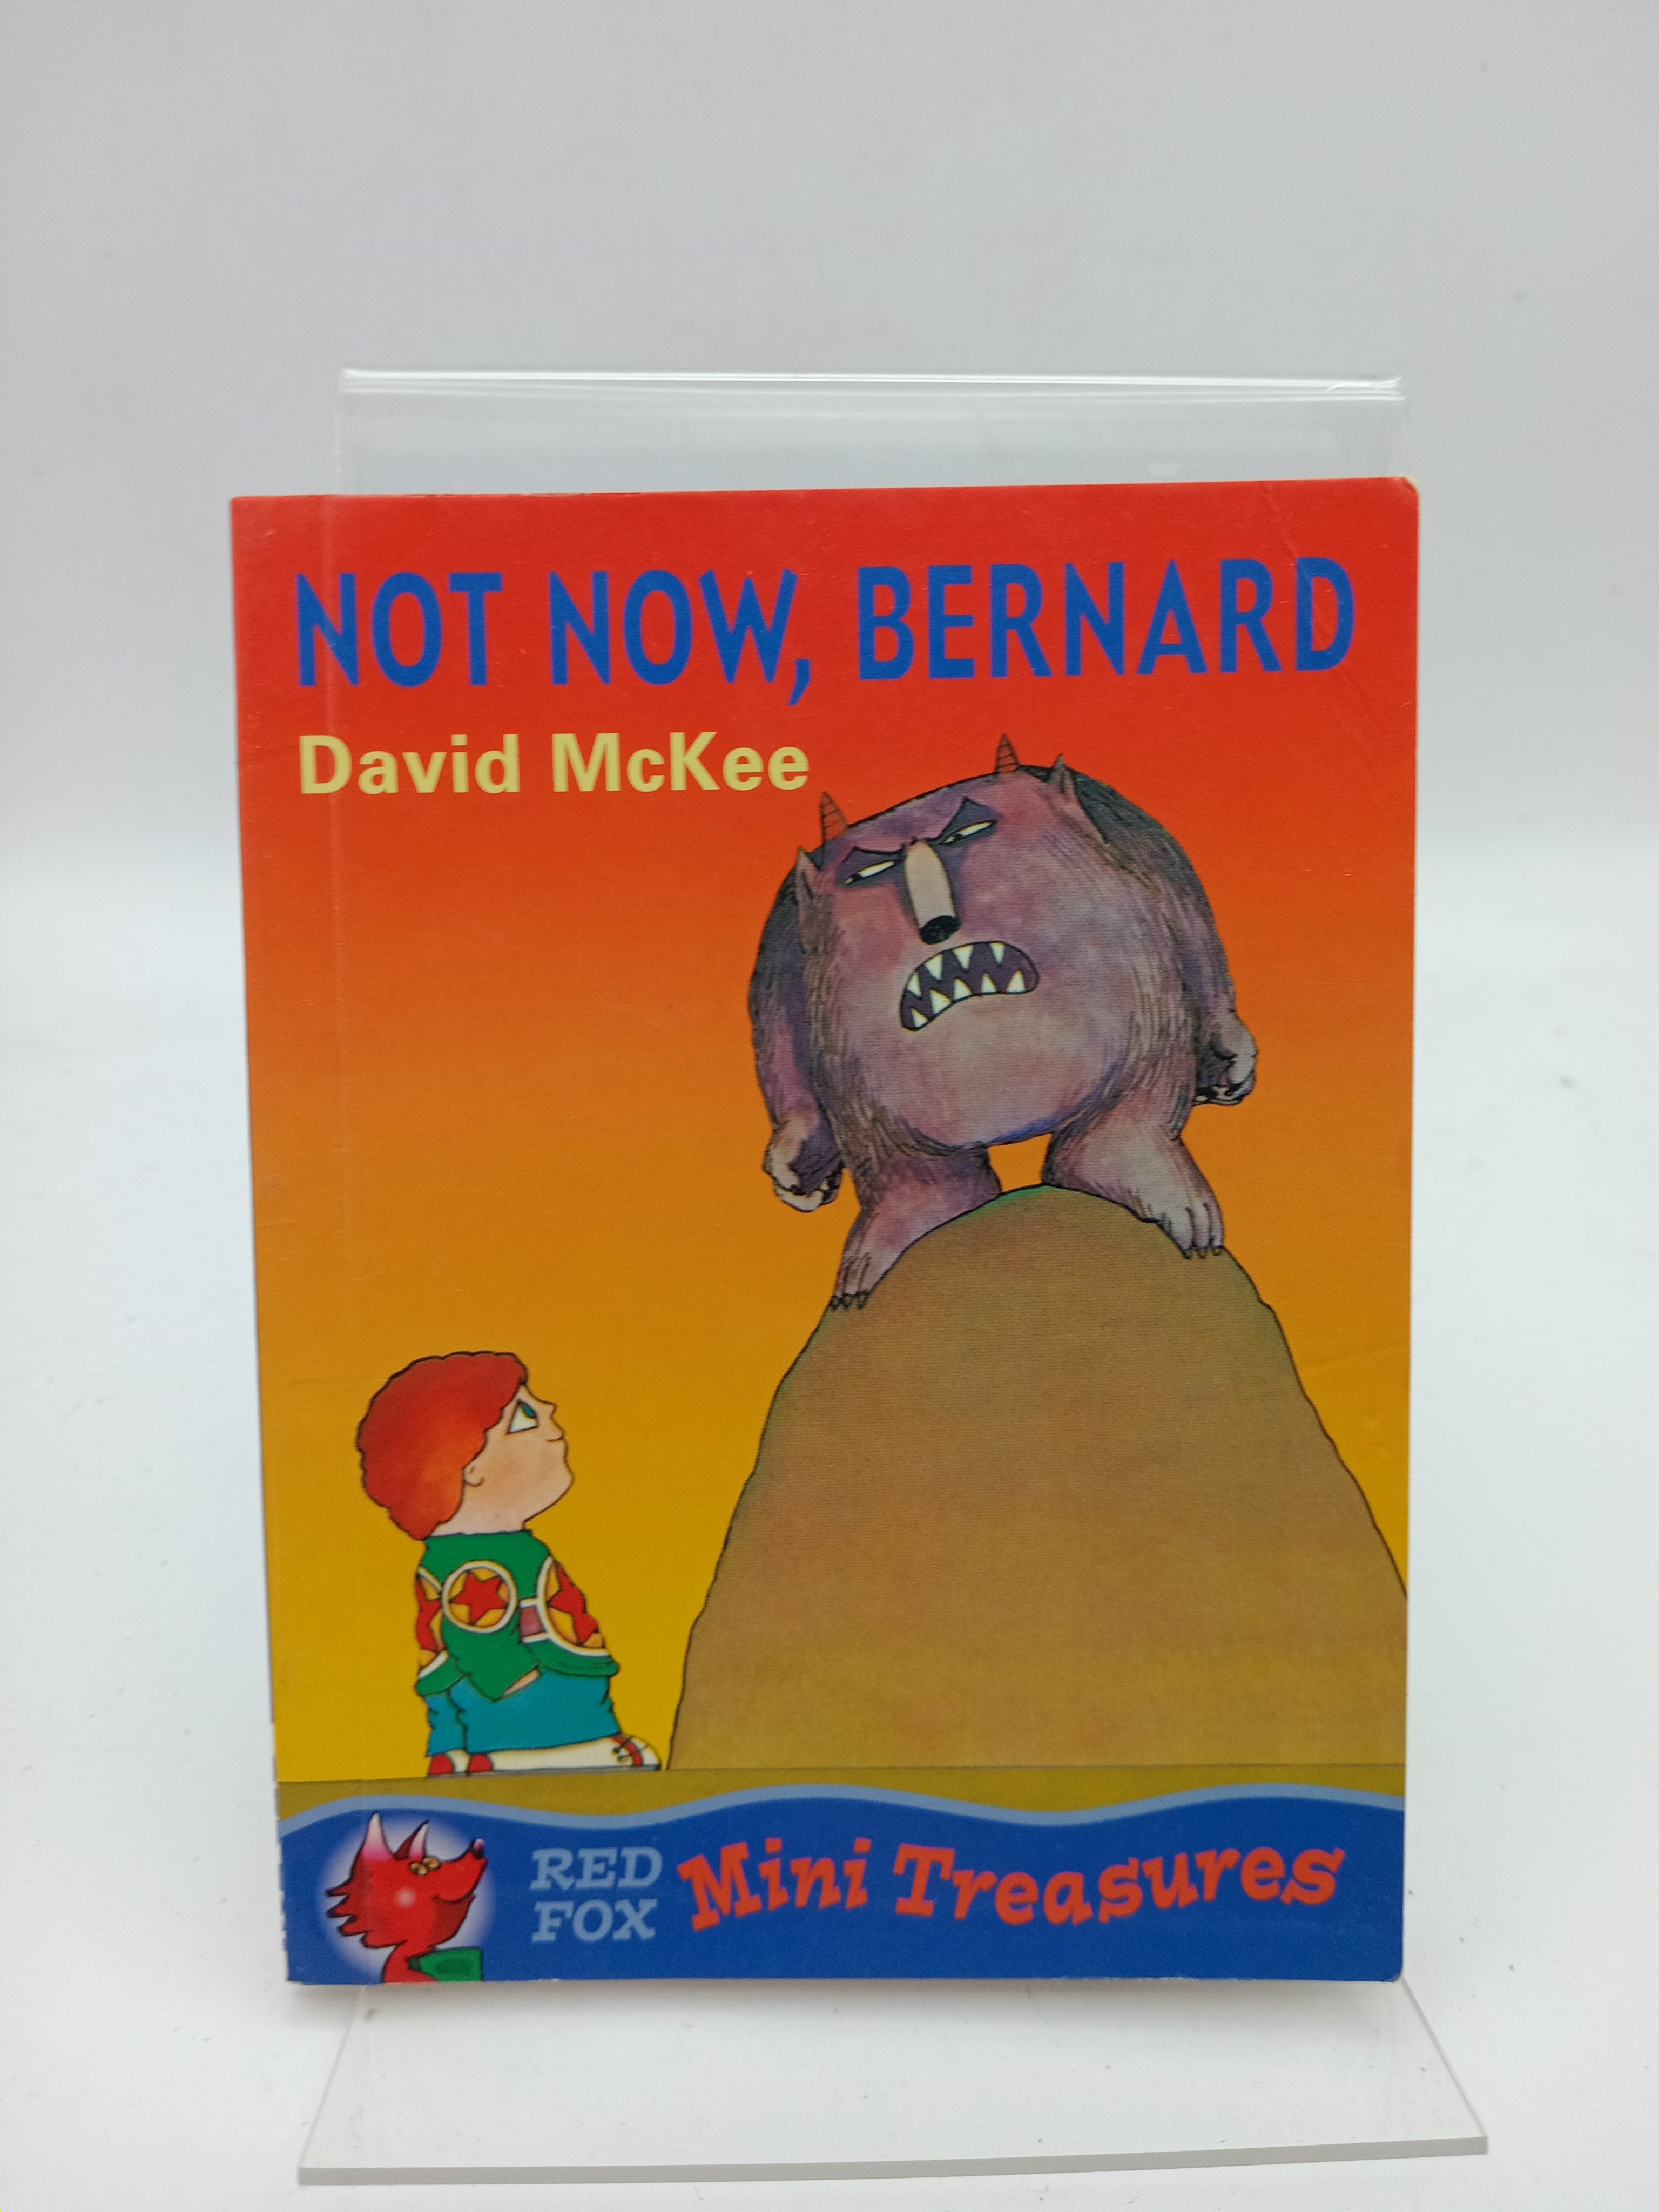 NOT NOW, BERNARD
David McKee
RED
FOX
Mini Treasures